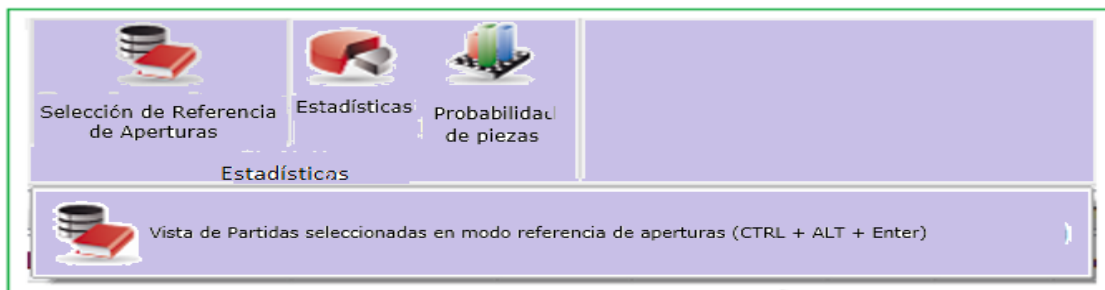 Selección de Referencia
de Aperturas
Estadísticas
Probabilidad
de piezas
Estadísticas
Vista de Partidas seleccionadas en modo referencia de aperturas (CTRL + ALT + Enter)